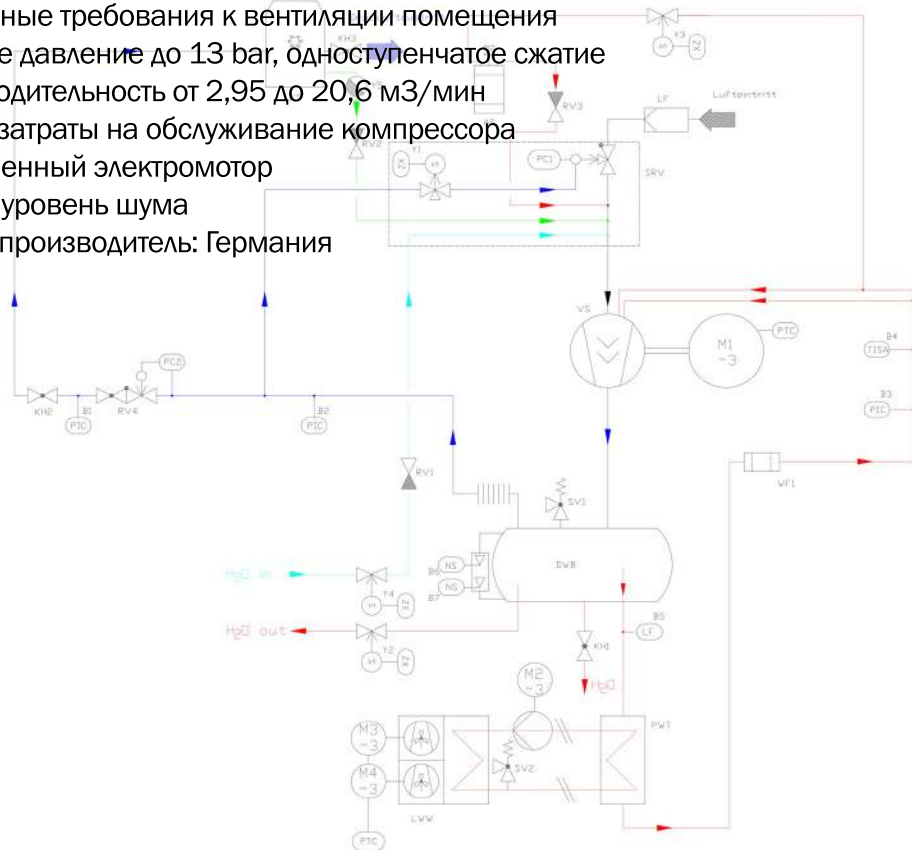 ные требования к вентиляции помещения
е давление до 13 bar, одноступенчатое сжатие
одительность от 2,95 до 20,6 м3/мин
затраты на обслуживание компрессора
енный электромотор
уровень шума
производитель: Германия
KH3
Y3
ZK
S
RV3
LF
Lufteintritt
RV2
Y1
ZK
S
PC1
SRV
VS
M1
~3
PTC
B4
TISA
B3
PIC
PC2
KH2
B1
PIC
RV4
B2
PIC
RV1
WF1
SV1
B6
NS
B7
NS
DWB
H2O in
Y4
ZK
H2O out
Y2
ZK
B5
LF
KH1
H2O
M2
~3
PWT
M3
~3
M4
~3
SV2
LWW
PTC